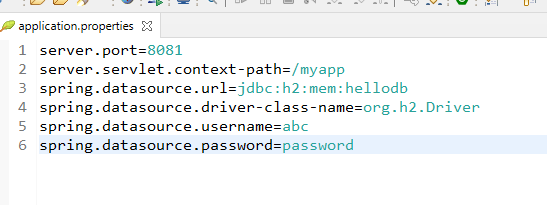 application.properties
1 server.port=8081
2 server.servlet.context-path=/myapp
3 spring.datasource.url=jdbc:h2:mem:hellodb
4 spring.datasource.driver-class-name=org.h2.Driver
5 spring.datasource.username=abc
6 spring.datasource.password=password